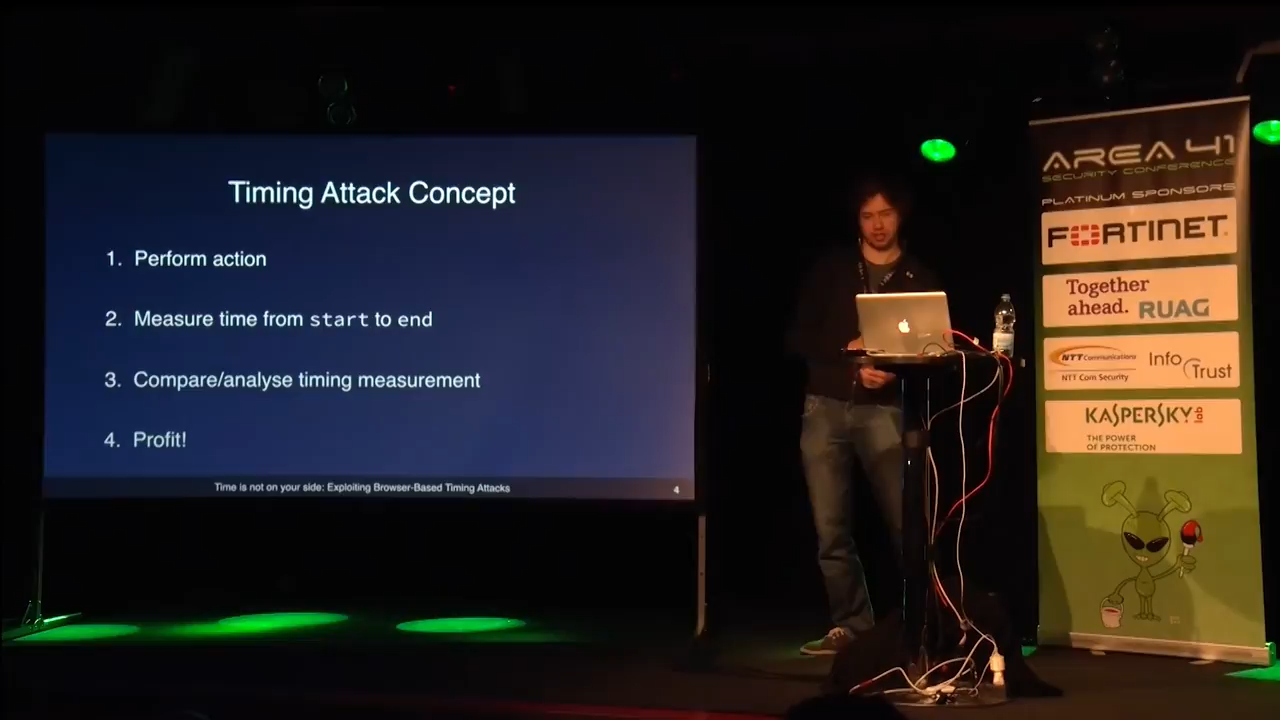 Timing Attack Concept
1. Perform action
2. Measure time from start to end
3. Compare/analyse timing measurement
4. Profit!
Time is not on your side: Exploiting Browser-Based Timing Attacks
4
AREA 41
SECURITY CONFERENCE
PLATINUM SPONSORS
FORTINET
Together
ahead. RUAG
NTT Communications
NTT Com Security
Info
Trust
KASPERSKY lab
THE POWER
OF PROTECTION